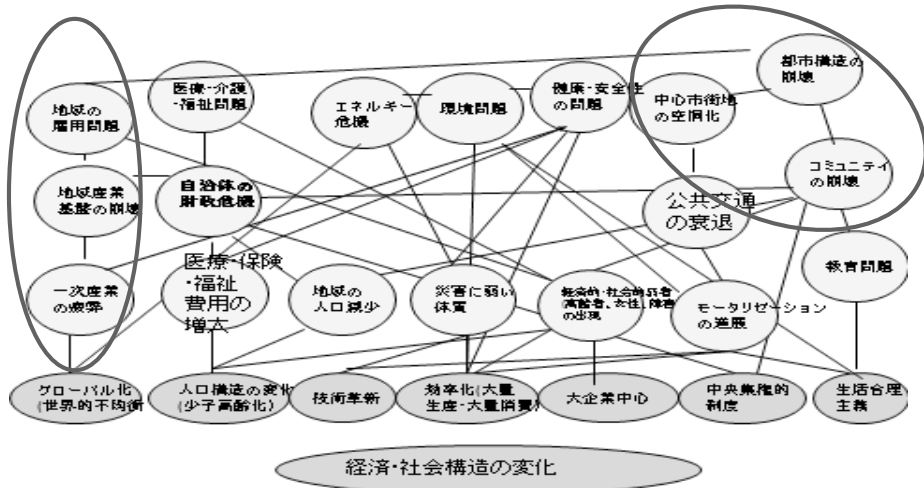 都市構造の
崩壊
医療・介護
・福祉問題
エネルギー
危機
環境問題
健康・安全性
の問題
中心市街地
の空洞化
地域の
雇用問題
地域産業
基盤の崩壊
自治体の
財政危機
公共交通
の衰退
コミュニティ
の崩壊
一次産業
の疲弊
医療・保険
・福祉
費用の
増大
地域の
人口減少
災害に弱い
体質
経済的・社会的弱者
(高齢者、女性、障害
の出現
モータリゼーション
の進展
教育問題
グローバル化
(世界的不均衡
人口構造の変化
(少子高齢化)
技術革新
効率化(大量
生産・大量消費)
大企業中心
中央集権的
制度
生活合理
主義
経済・社会構造の変化